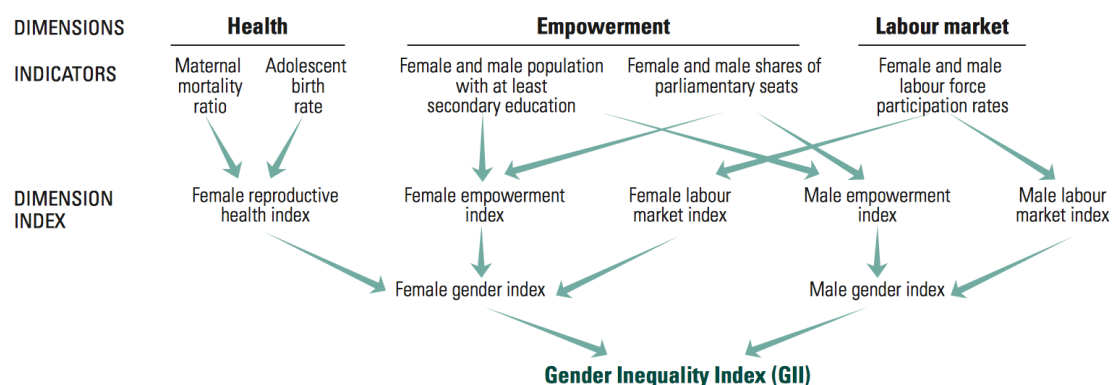 DIMENSIONS
Health
Empowerment
Labour market
INDICATORS
Maternal
mortality
ratio
Adolescent
birth
rate
Female and male population
with at least
secondary education
Female and male shares of
parliamentary seats
Female and male
labour force
participation rates
DIMENSION
INDEX
Female reproductive
health index
Female empowerment
index
Female labour
market index
Male empowerment
index
Male labour
market index
Female gender index
Male gender index
Gender Inequality Index (GII)